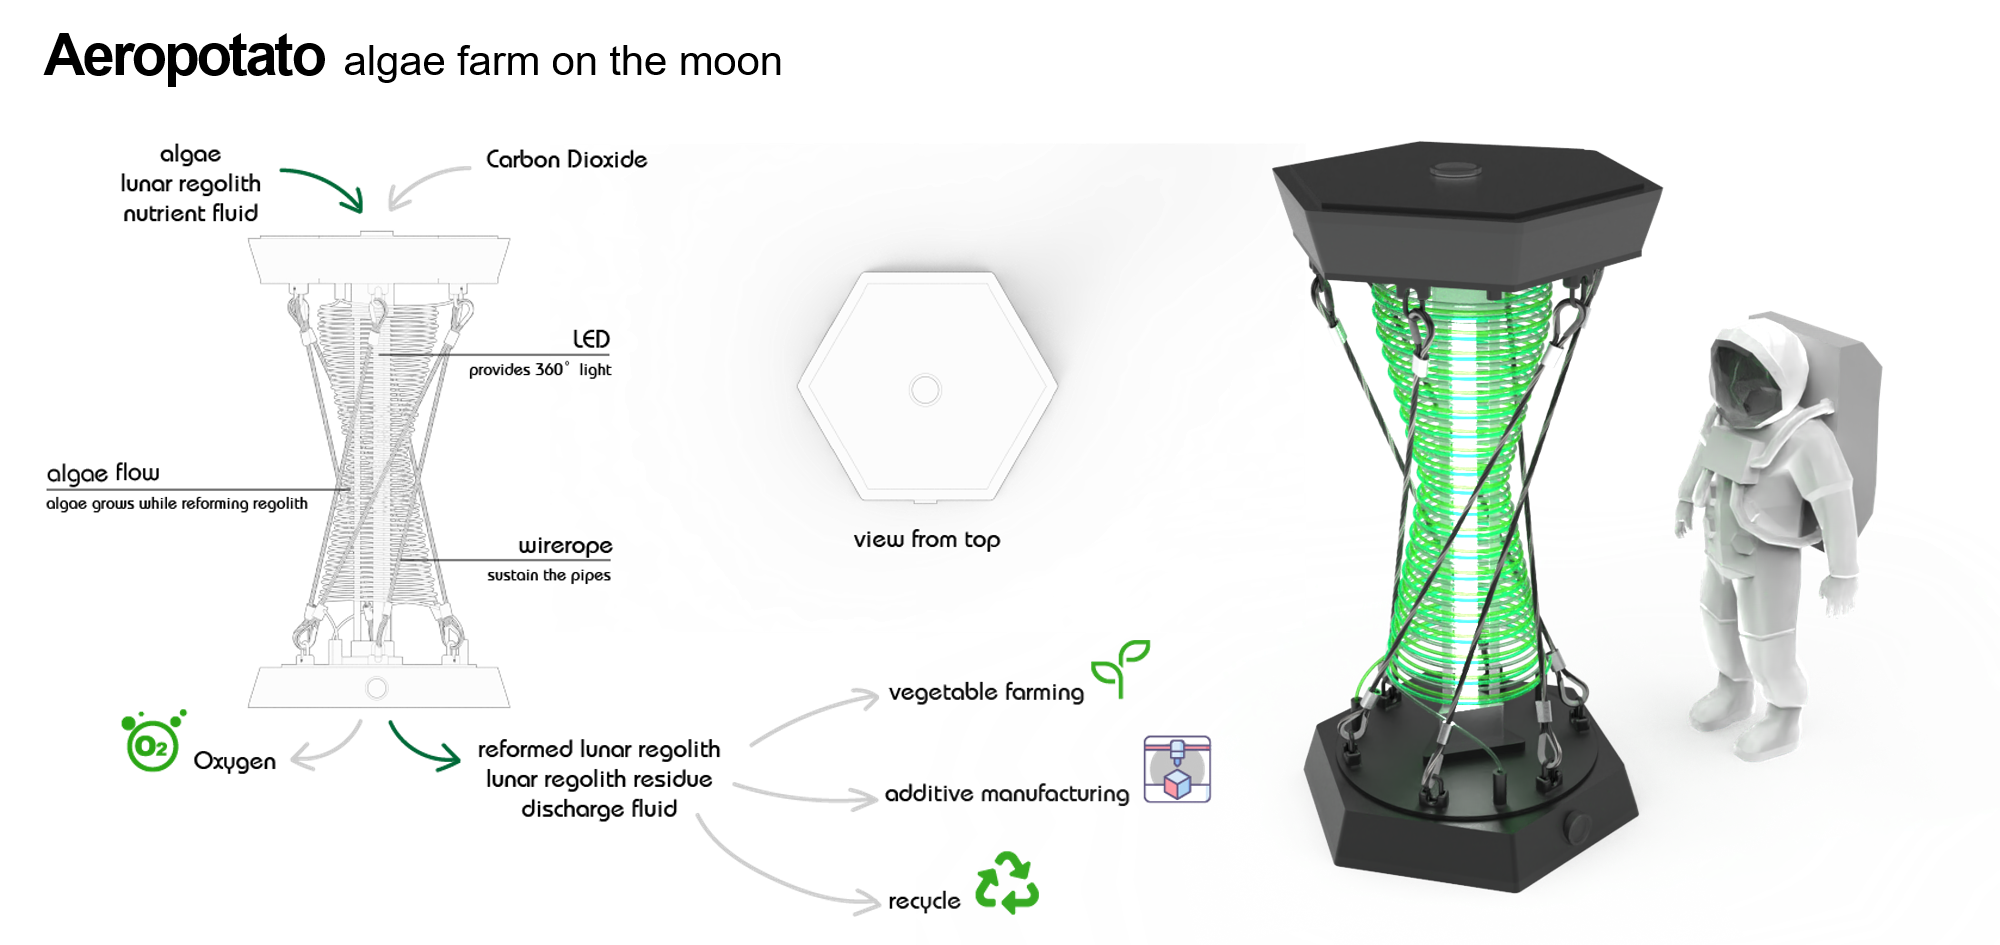 Aeropotato algae farm on the moon
algae
lunar regolith
nutrient fluid
Carbon Dioxide
LED
provides 360° light
algae flow
algae grows while reforming regolith
wirerope
sustain the pipes
view from top
O2
Oxygen
reformed lunar regolith
lunar regolith residue
discharge fluid
vegetable farming
additive manufacturing
recycle